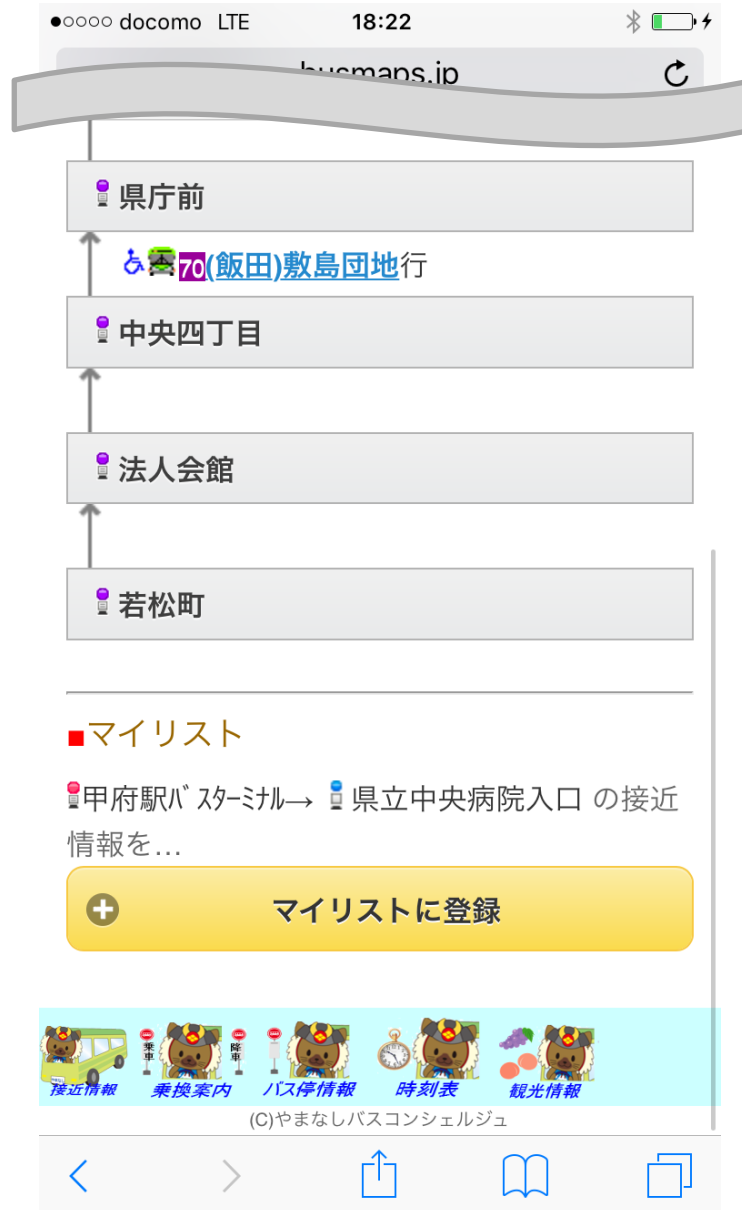 docomo LTE 18:22
busmaps.jp
県庁前
70(飯田)敷島団地行
中央四丁目
法人会館
若松町
■マイリスト
甲府駅バスターミナル→ 県立中央病院入口 の接近
情報を...
マイリストに登録
乗車 降車
接近情報 乗換案内 バス停情報 時刻表 観光情報
(C)やまなしバスコンシェルジュ